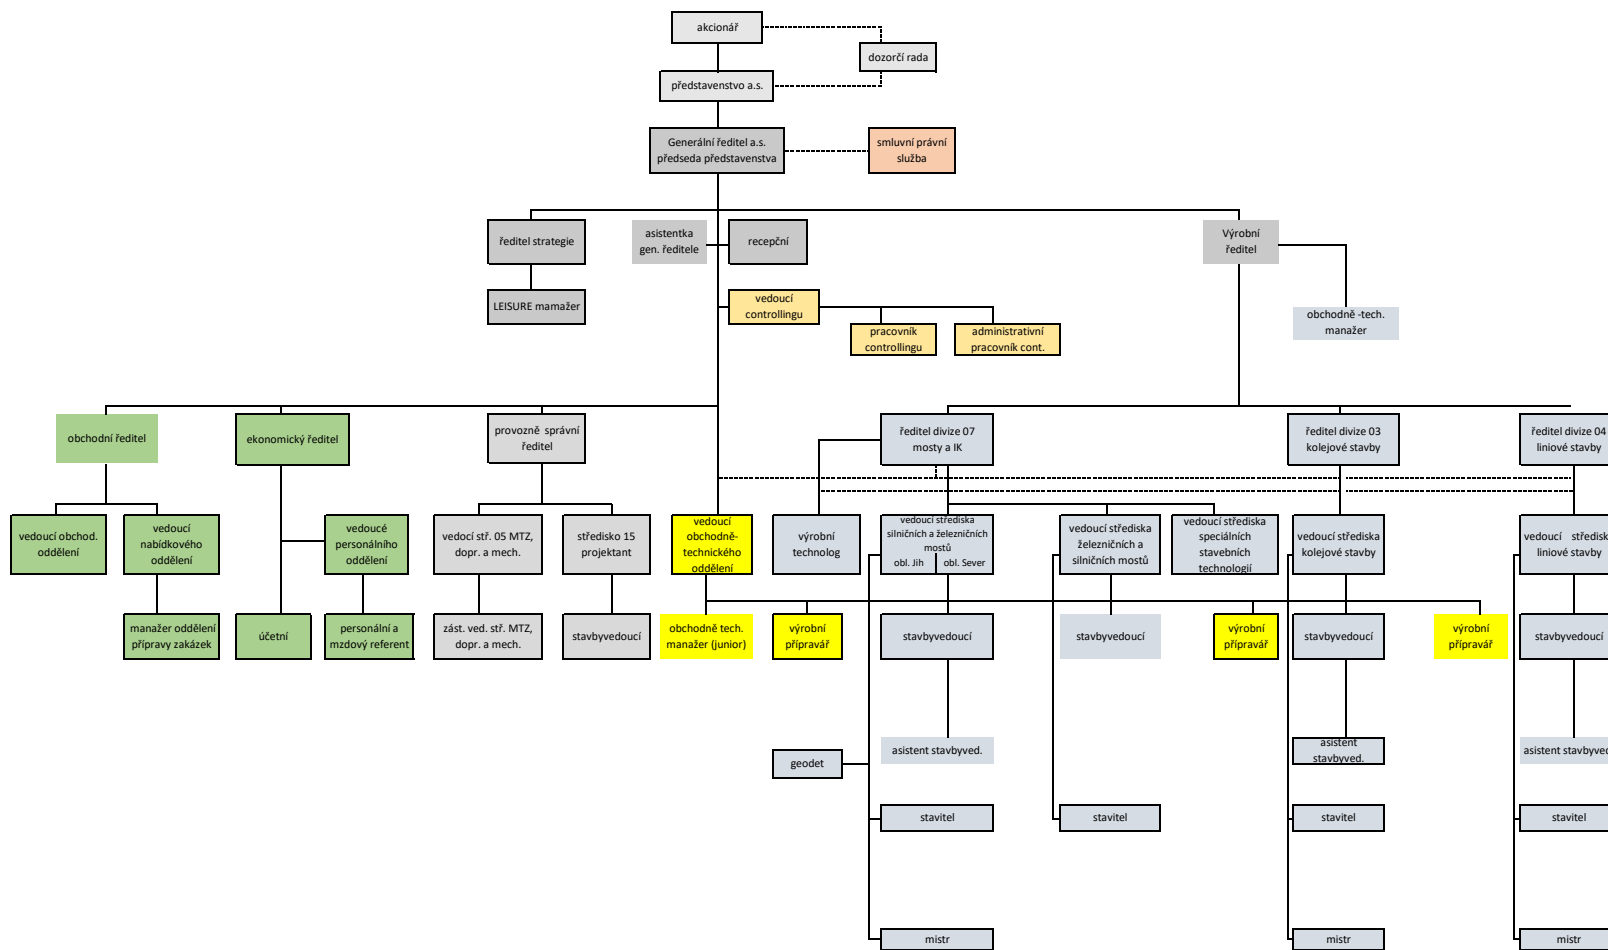 akcionář
dozorčí rada
představenstvo a.s.
Generální ředitel a.s.
předseda představenstva
smluvní právní
služba
ředitel strategie
asistentka
gen. ředitele
recepční
Výrobní
ředitel
LEISURE mamažer
vedoucí
controllingu
obchodně -tech.
manažer
pracovník
controllingu
administrativní
pracovník cont.
obchodní ředitel
ekonomický ředitel
provozně správní
ředitel
ředitel divize 07
mosty a IK
ředitel divize 03
kolejové stavby
ředitel divize 04
liniové stavby
vedoucí obchod.
oddělení
vedoucí
nabídkového
oddělení
vedoucé
personálního
oddělení
vedocí stř. 05 MTZ,
dopr. a mech.
středisko 15
projektant
vedoucí
obchodně-
technického
oddělení
výrobní
technolog
vedoucí střediska
silničních a železničních
mostů
obl. Jih
obl. Sever
vedoucí střediska
železničních a
silničních mostů
vedoucí střediska
speciálních
stavebních
technologií
vedoucí střediska
kolejové stavby
vedoucí střediska
liniové stavby
manažer oddělení
přípravy zakázek
účetní
personální a
mzdový referent
zást. ved. stř. MTZ,
dopr. a mech.
stavbyvedoucí
obchodně tech.
manažer (junior)
výrobní
přípravář
stavbyvedoucí
stavbyvedoucí
výrobní
přípravář
stavbyvedoucí
výrobní
přípravář
stavbyvedoucí
geodet
asistent stavbyved.
asistent
stavbyved.
asistent stavbyved
stavitel
stavitel
stavitel
stavitel
mistr
mistr
mistr